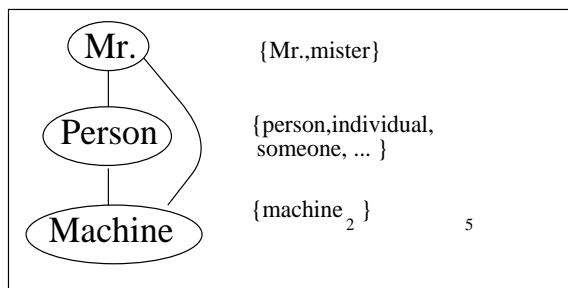 Mr. {Mr.,mister}
Person {person,individual,
someone, ... }
Machine {machine2 }
5